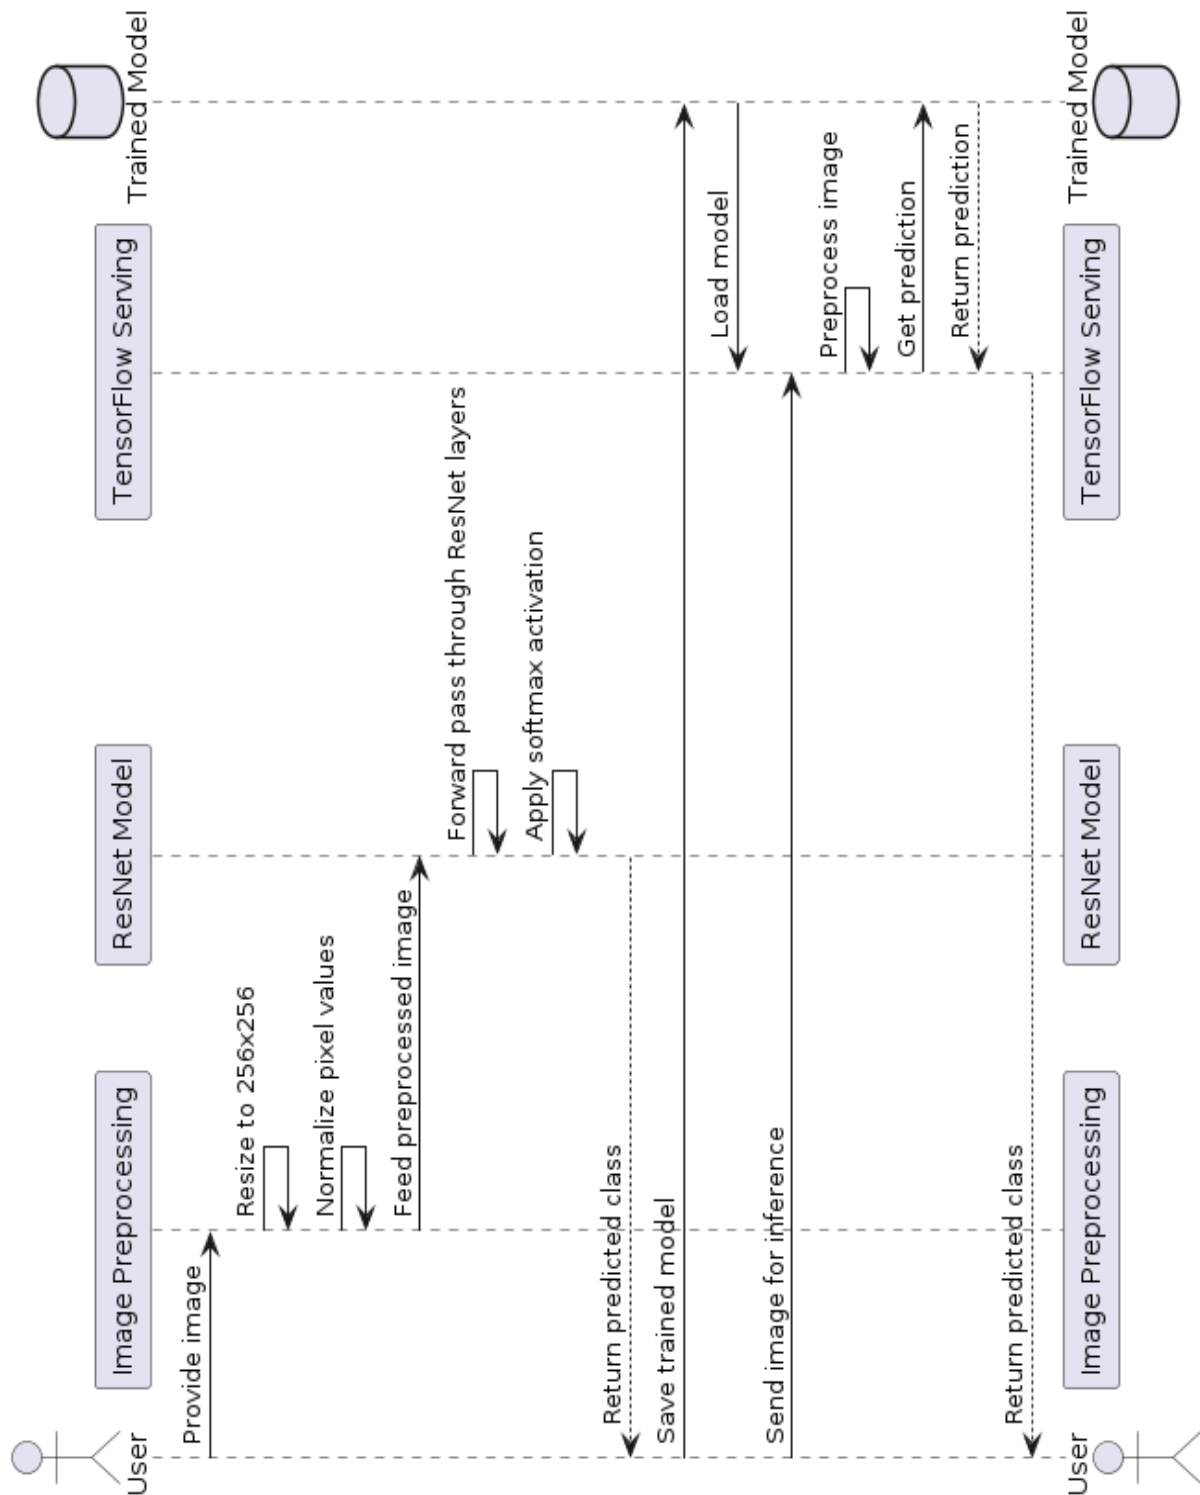 User
Image Preprocessing
ResNet Model
TensorFlow Serving
Trained Model
Provide image
Resize to 256x256
Normalize pixel values
Feed preprocessed image
Forward pass through ResNet layers
Apply softmax activation
Return predicted class
Save trained model
Load model
Send image for inference
Preprocess image
Get prediction
Return prediction
Return predicted class
User
Image Preprocessing
ResNet Model
TensorFlow Serving
Trained Model